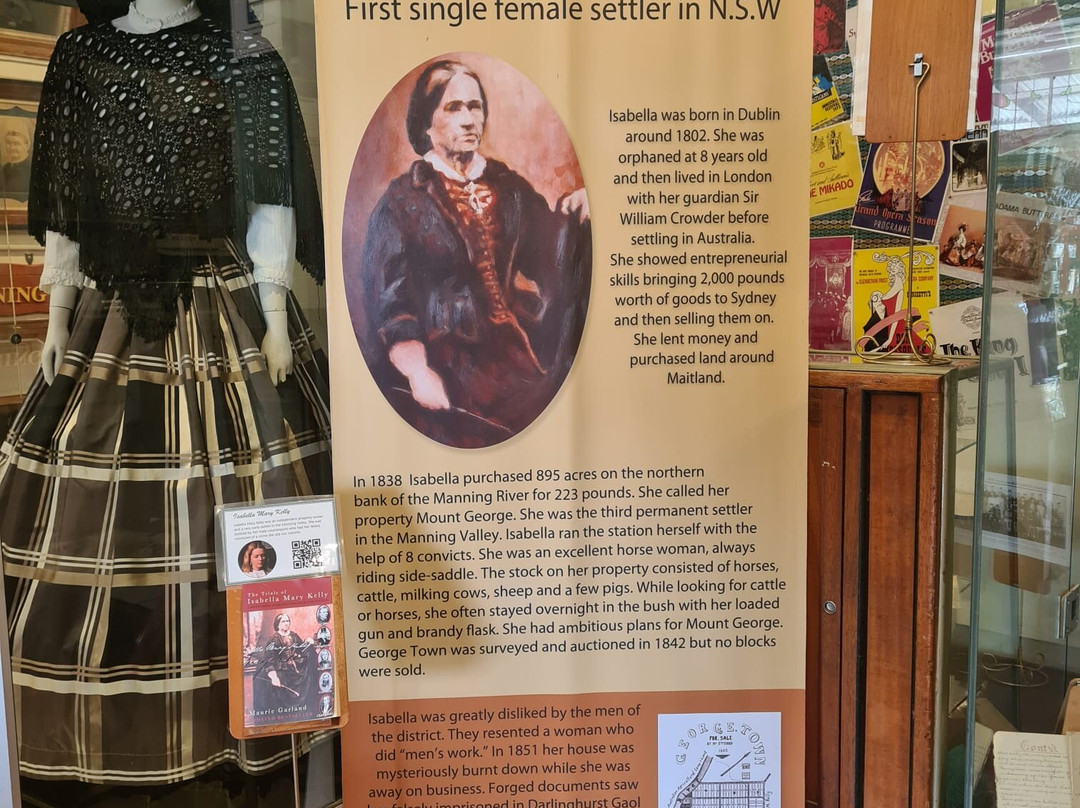 First single female settler in N.S.W
Isabella was born in Dublin
around 1802. She was
orphaned at 8 years old
and then lived in London
with her guardian Sir
William Crowder before
settling in Australia.
She showed entrepreneurial
skills bringing 2,000 pounds
worth of goods to Sydney
and then selling them on.
She lent money and
purchased land around
Maitland.
In 1838 Isabella purchased 895 acres on the northern
bank of the Manning River for 223 pounds. She called her
property Mount George. She was the third permanent settler
in the Manning Valley. Isabella ran the station herself with the
help of 8 convicts. She was an excellent horse woman, always
riding side-saddle. The stock on her property consisted of horses,
cattle, milking cows, sheep and a few pigs. While looking for cattle
or horses, she often stayed overnight in the bush with her loaded
gun and brandy flask. She had ambitious plans for Mount George.
George Town was surveyed and auctioned in 1842 but no blocks
were sold.
Isabella was greatly disliked by the men of
the district. They resented a woman who
did "men's work." In 1851 her house was
mysteriously burnt down while she was
away on business. Forged documents saw
imprisoned in Darlinghurst Gaol
GEORGETOWN
FOR SALE
Isabella Mary Kelly
The Trials of
Isabella Mary Kelly
Maurie Garland
NING
THE MIKADO
Grand Opera Season
PROGRAMME
The King